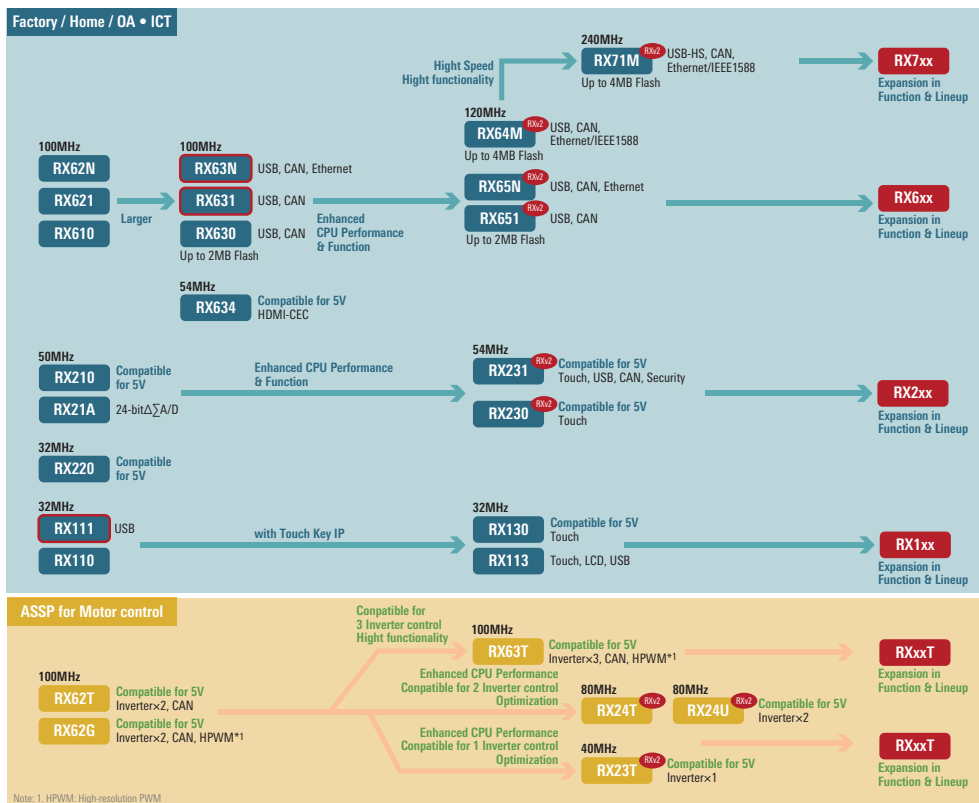 Factory / Home / OA • ICT
240MHz
RX71M
RXv2
USB-HS, CAN,
Ethernet/IEEE1588
Up to 4MB Flash
Hight Speed
Hight functionality
RX7xx
Expansion in
Function & Lineup
120MHz
RX64M
RXv2
USB, CAN,
Ethernet/IEEE1588
Up to 4MB Flash
100MHz
RX62N
RX621
RX610
Larger
100MHz
RX63N
USB, CAN, Ethernet
RX631
USB, CAN
RX630
USB, CAN
Up to 2MB Flash
Enhanced
CPU Performance
& Function
RX65N
RXv2
USB, CAN, Ethernet
RX651
RXv2
USB, CAN
Up to 2MB Flash
RX6xx
Expansion in
Function & Lineup
54MHz
RX634
Compatible for 5V
HDMI-CEC
50MHz
RX210
Compatible
for 5V
RX21A
24-bitΔ∑A/D
Enhanced CPU Performance
& Function
54MHz
RX231
RXv2
Compatible for 5V
Touch, USB, CAN, Security
RX230
RXv2
Compatible for 5V
Touch
RX2xx
Expansion in
Function & Lineup
32MHz
RX220
Compatible
for 5V
32MHz
RX111
USB
RX110
with Touch Key IP
32MHz
RX130
Compatible for 5V
Touch
RX113
Touch, LCD, USB
RX1xx
Expansion in
Function & Lineup
ASSP for Motor control
Conpatible for
3 Inverter control
Hight functionality
100MHz
RX63T
Compatible for 5V
Inverter×3, CAN, HPWM*1
RXxxT
Expansion in
Function & Lineup
100MHz
RX62T
Compatible for 5V
Inverter×2, CAN
RX62G
Compatible for 5V
Inverter×2, CAN, HPWM*1
Enhanced CPU Performance
Conpatible for 2 Inverter control
Optimization
80MHz
RX24T
RXv2
80MHz
RX24U
RXv2
Compatible for 5V
Inverter×2
Enhanced CPU Performance
Conpatible for 1 Inverter control
Optimization
40MHz
RX23T
RXv2
Compatible for 5V
Inverter×1
RXxxT
Expansion in
Function & Lineup
Note: 1. HPWM: High-resolution PWM